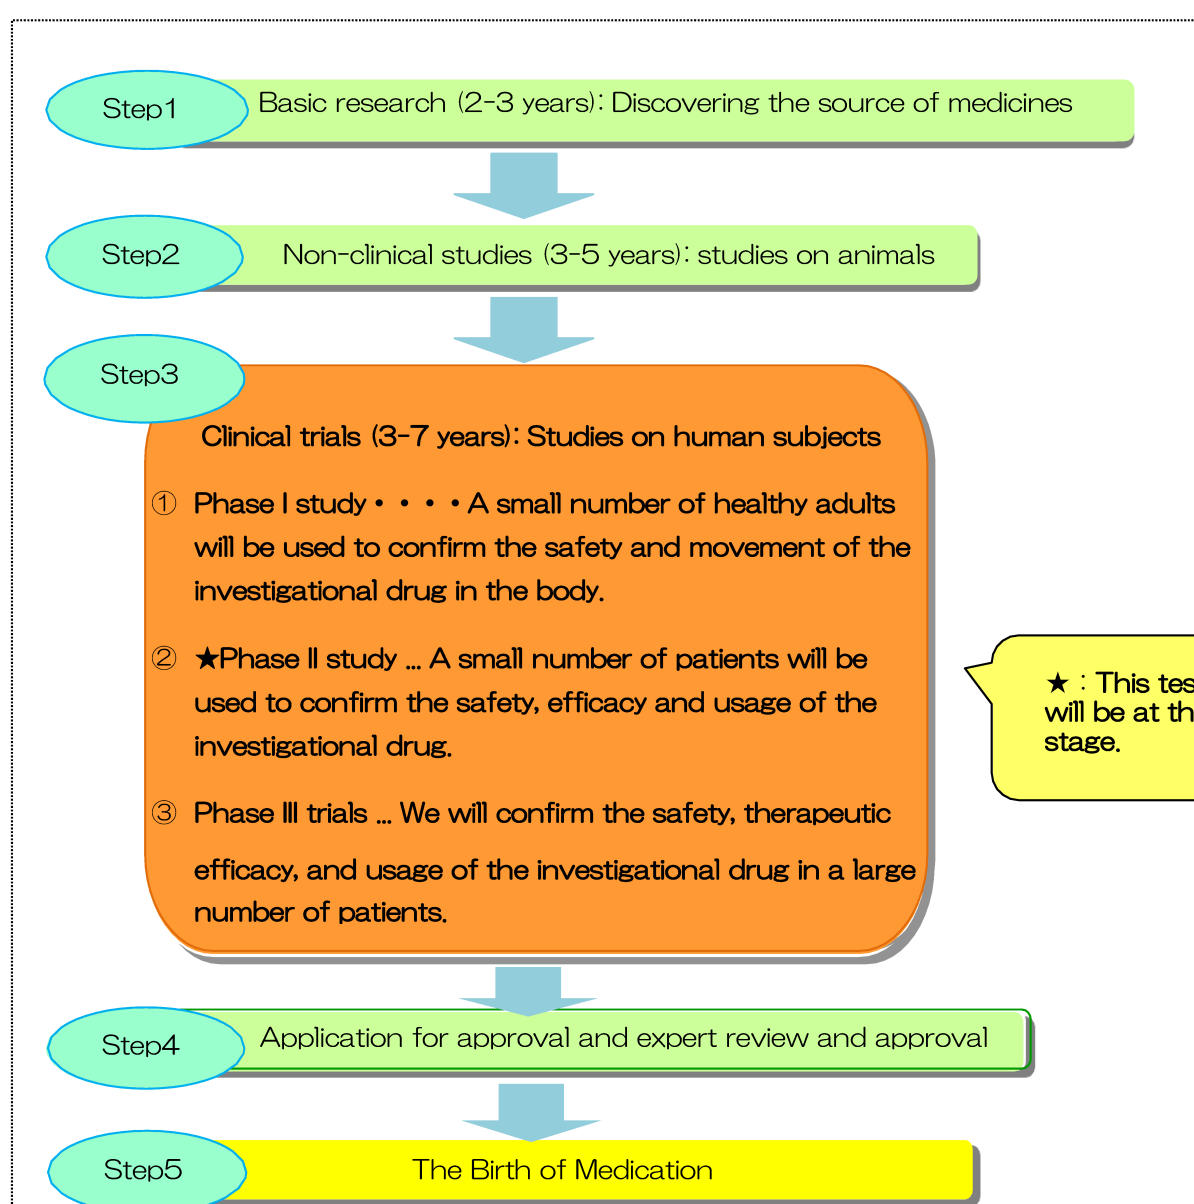 Step1
Basic research (2-3 years): Discovering the source of medicines
Step2
Non-clinical studies (3-5 years): studies on animals
Step3
Clinical trials (3-7 years): Studies on human subjects
① Phase I study・・・・A small number of healthy adults
will be used to confirm the safety and movement of the
investigational drug in the body.
② ★Phase II study ... A small number of patients will be
used to confirm the safety, efficacy and usage of the
investigational drug.
③ Phase III trials ... We will confirm the safety, therapeutic
efficacy, and usage of the investigational drug in a large
number of patients.
★ : This
will be at
stage.
Step4
Application for approval and expert review and approval
Step5
The Birth of Medication